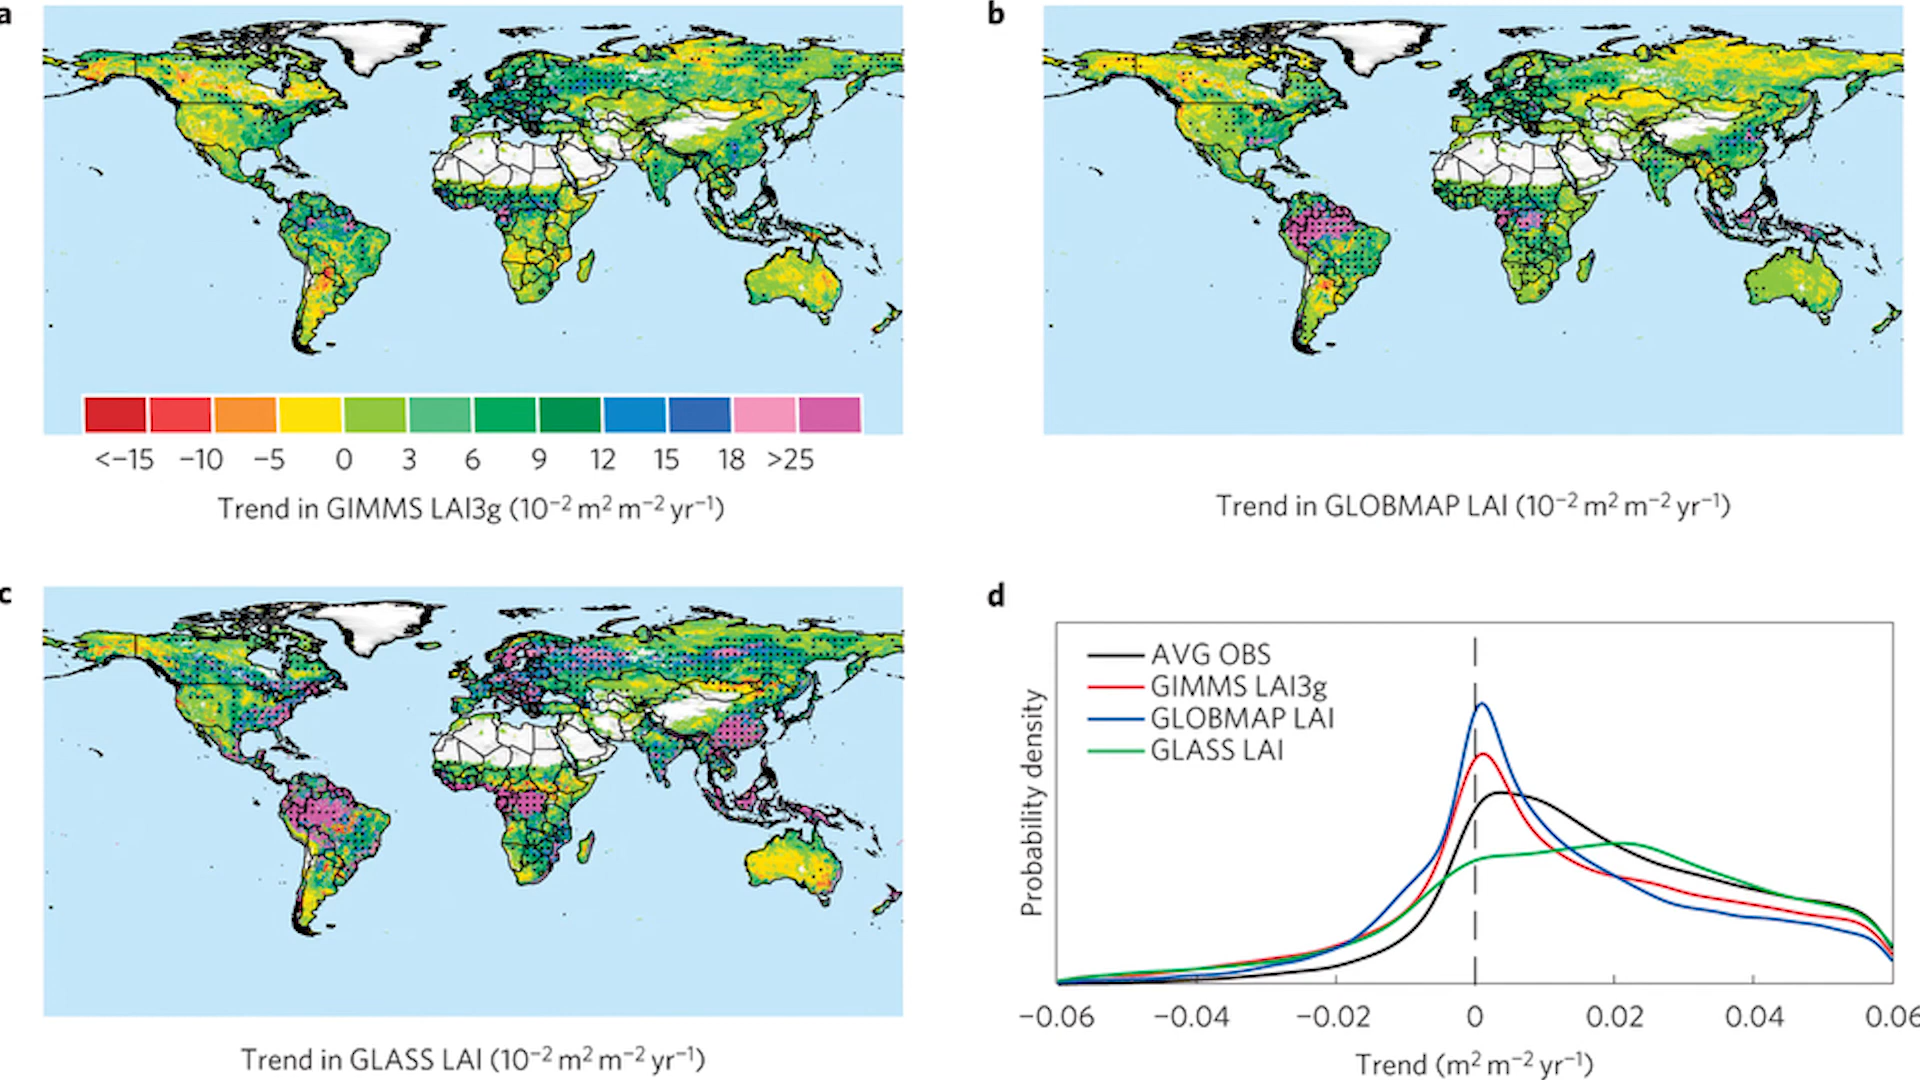 a
b
<−15 −10 −5 0 3 6 9 12 15 18 >25
Trend in GIMMS LAI3g (10⁻² m² m⁻² yr⁻¹)
Trend in GLOBMAP LAI (10⁻² m² m⁻² yr⁻¹)
c
d
AVG OBS
GIMMS LAI3g
GLOBMAP LAI
GLASS LAI
Probability density
−0.06 −0.04 −0.02 0 0.02 0.04 0.06
Trend in GLASS LAI (10⁻² m² m⁻² yr⁻¹)
Trend (m² m⁻² yr⁻¹)